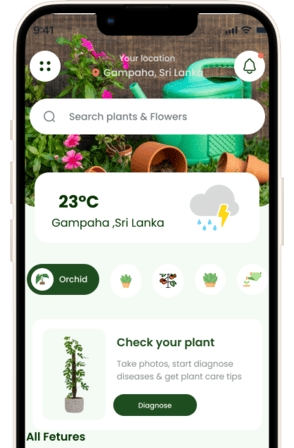 9:41
Your location
Gampaha, Sri Lanka
Search plants & Flowers
23°C
Gampaha ,Sri Lanka
Orchid
Check your plant
Take photos, start diagnose
diseases & get plant care tips
Diagnose
All Fetures